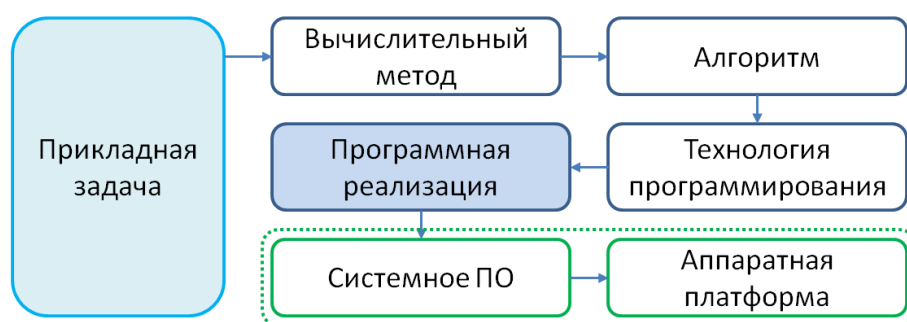 Прикладная
задача
Вычислительный
метод
Алгоритм
Программная
реализация
Технология
программирования
Системное ПО
Аппаратная
платформа